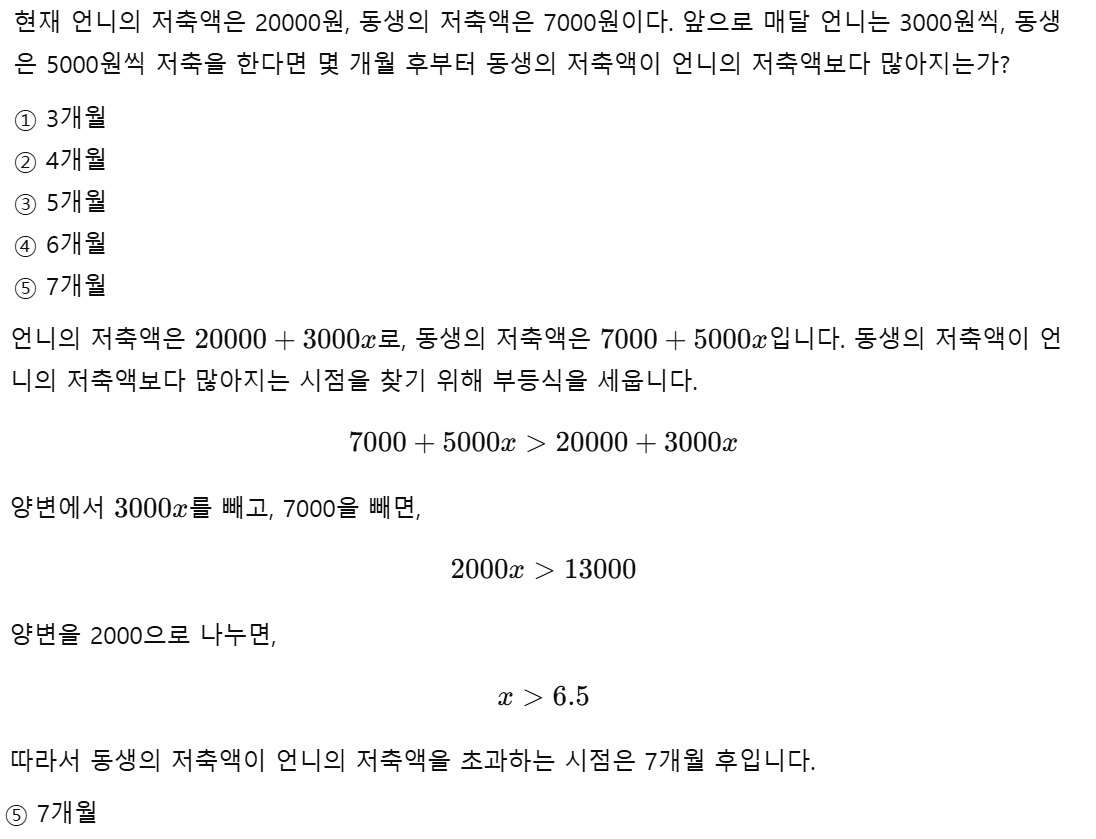 현재 언니의 저축액은 20000원, 동생의 저축액은 7000원이다. 앞으로 매달 언니는 3000원씩, 동생
은 5000원씩 저축을 한다면 몇 개월 후부터 동생의 저축액이 언니의 저축액보다 많아지는가?
① 3개월
② 4개월
③ 5개월
④ 6개월
⑤ 7개월
언니의 저축액은 20000 + 3000x로, 동생의 저축액은 7000 + 5000x입니다. 동생의 저축액이 언
니의 저축액보다 많아지는 시점을 찾기 위해 부등식을 세웁니다.
7000 + 5000x > 20000 + 3000x
양변에서 3000x를 빼고, 7000을 빼면,
2000x > 13000
양변을 2000으로 나누면,
x > 6.5
따라서 동생의 저축액이 언니의 저축액을 초과하는 시점은 7개월 후입니다.
⑤ 7개월